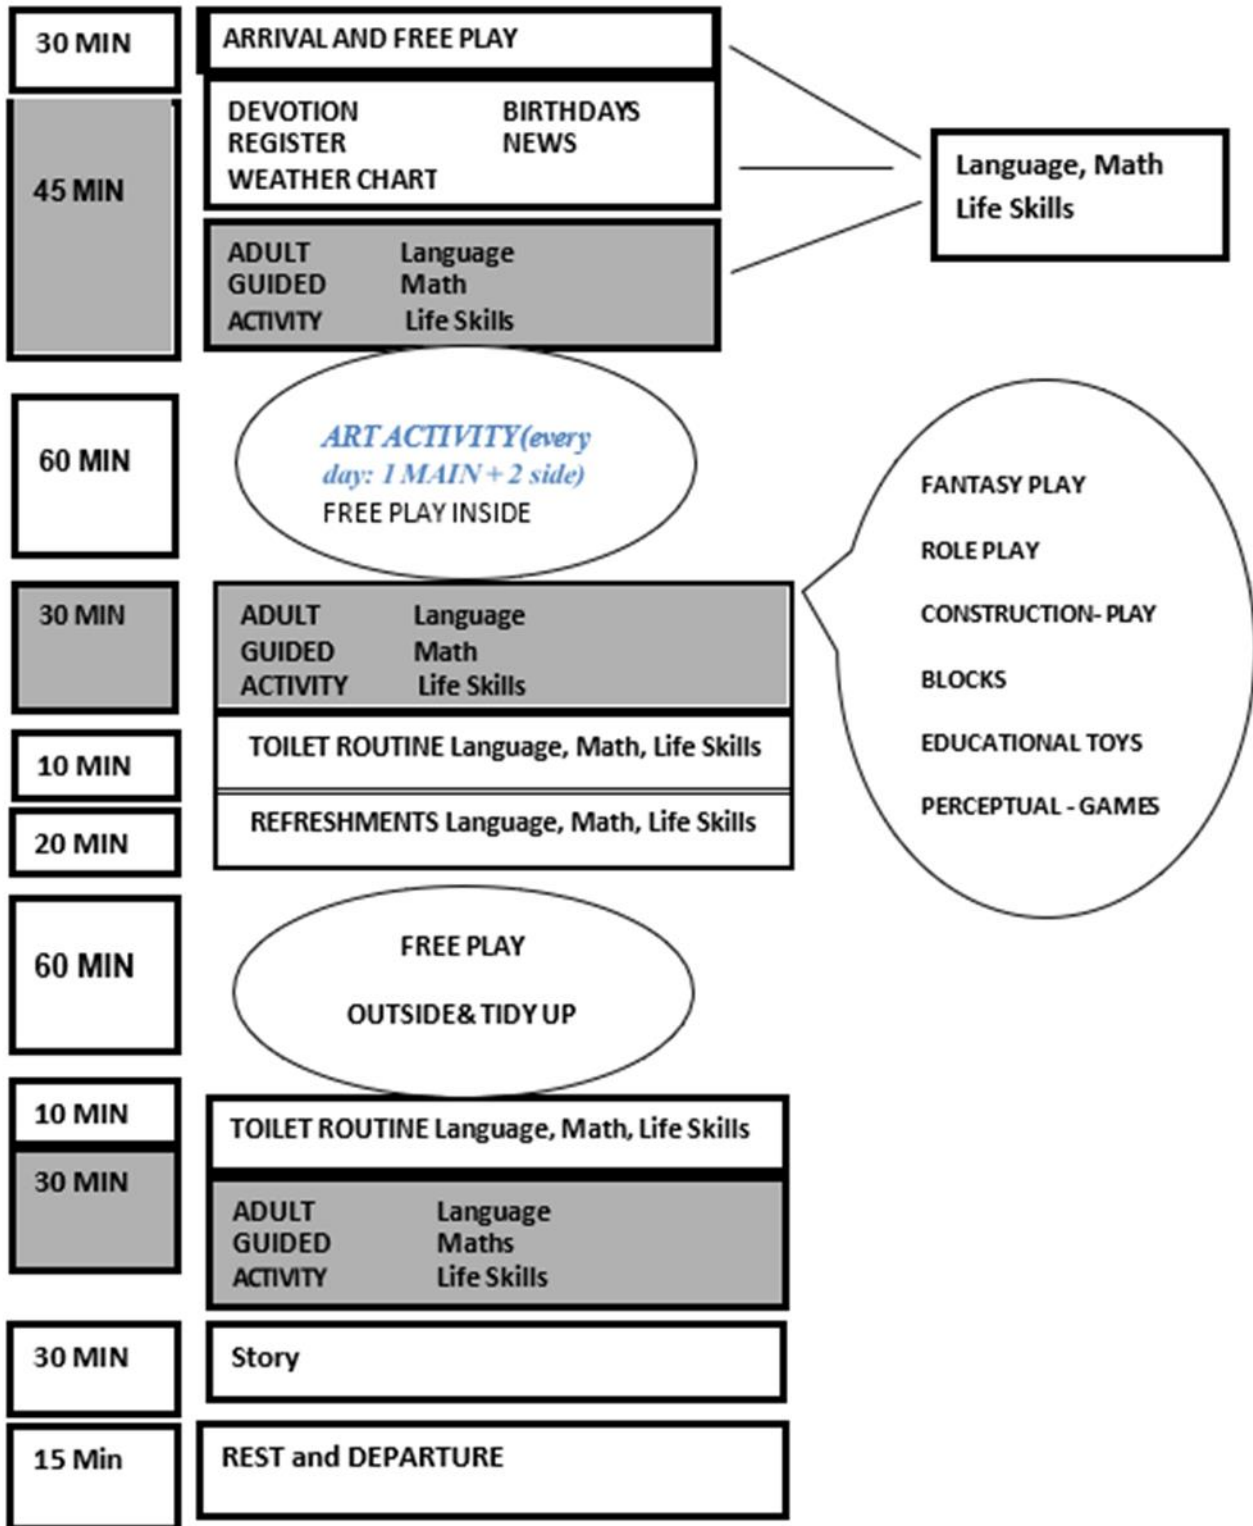 30 MIN
ARRIVAL AND FREE PLAY
45 MIN
DEVOTION BIRTHDAYS
REGISTER NEWS
WEATHER CHART
Language, Math
Life Skills
ADULT Language
GUIDED Math
ACTIVITY Life Skills
60 MIN
ART ACTIVITY(every
day: 1 MAIN + 2 side)
FREE PLAY INSIDE
FANTASY PLAY
ROLE PLAY
CONSTRUCTION- PLAY
BLOCKS
EDUCATIONAL TOYS
PERCEPTUAL - GAMES
30 MIN
ADULT Language
GUIDED Math
ACTIVITY Life Skills
10 MIN
TOILET ROUTINE Language, Math, Life Skills
20 MIN
REFRESHMENTS Language, Math, Life Skills
60 MIN
FREE PLAY
OUTSIDE& TIDY UP
10 MIN
TOILET ROUTINE Language, Math, Life Skills
30 MIN
ADULT Language
GUIDED Maths
ACTIVITY Life Skills
30 MIN
Story
15 Min
REST and DEPARTURE